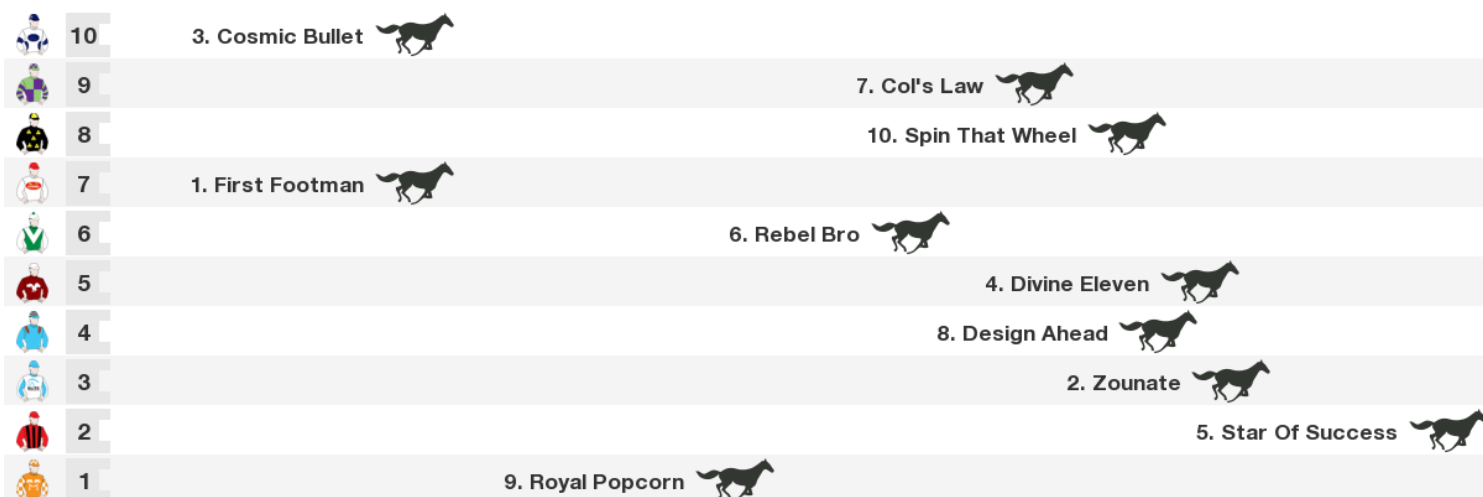 10 3. Cosmic Bullet
9 7. Col's Law
8 10. Spin That Wheel
7 1. First Footman
6 6. Rebel Bro
5 4. Divine Eleven
4 8. Design Ahead
3 2. Zounate
2 5. Star Of Success
1 9. Royal Popcorn